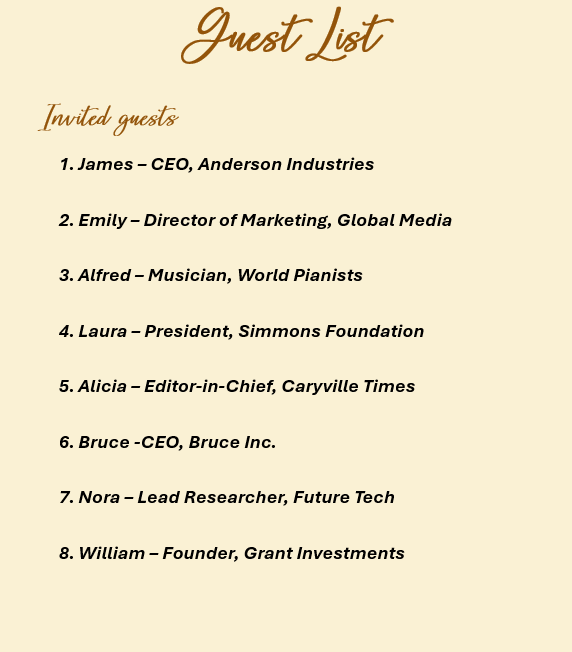 Guest List
Invited guests
1. James – CEO, Anderson Industries
2. Emily – Director of Marketing, Global Media
3. Alfred – Musician, World Pianists
4. Laura – President, Simmons Foundation
5. Alicia – Editor-in-Chief, Caryville Times
6. Bruce -CEO, Bruce Inc.
7. Nora – Lead Researcher, Future Tech
8. William – Founder, Grant Investments